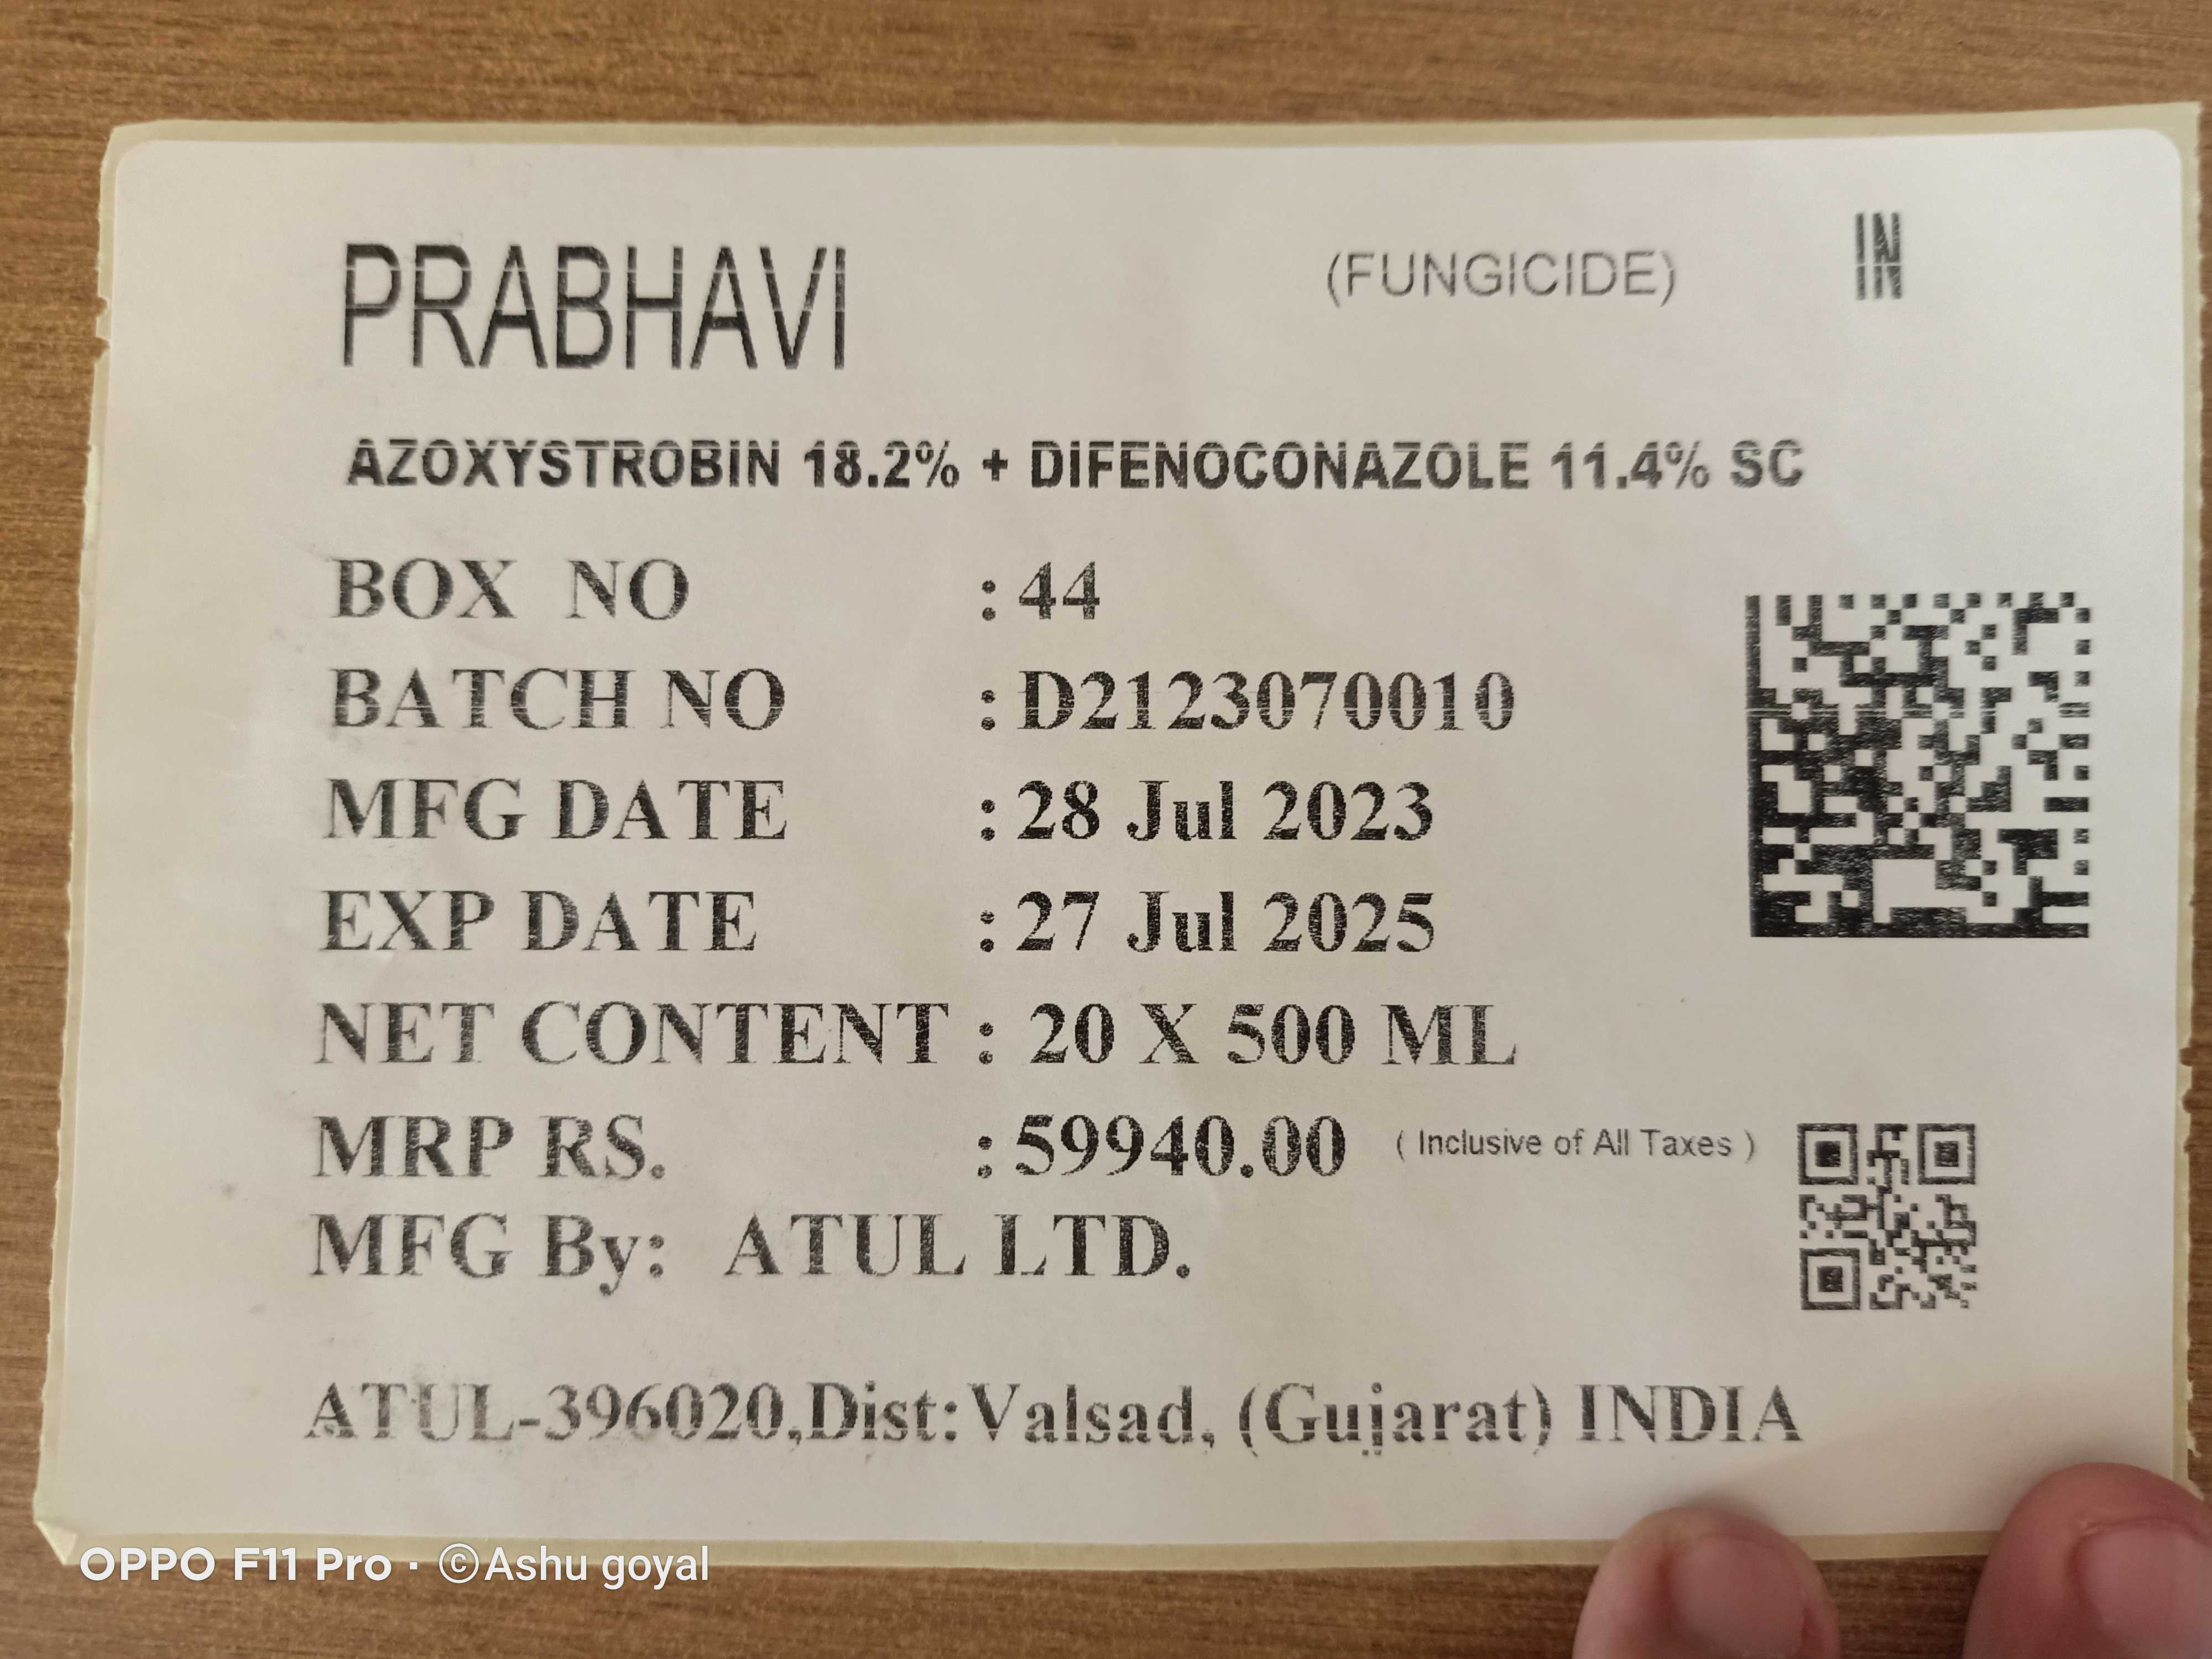 PRABHAVI (FUNGICIDE) IN
AZOXYSTROBIN 18.2% + DIFENOCONAZOLE 11.4% SC
BOX NO : 44
BATCH NO : D2123070010
MFG DATE : 28 Jul 2023
EXP DATE : 27 Jul 2025
NET CONTENT : 20 X 500 ML
MRP RS. : 59940.00 ( Inclusive of All Taxes )
MFG By: ATUL LTD.
ATUL-396020,Dist:Valsad, (Gujarat) INDIA
OPPO F11 Pro · ©Ashu goyal